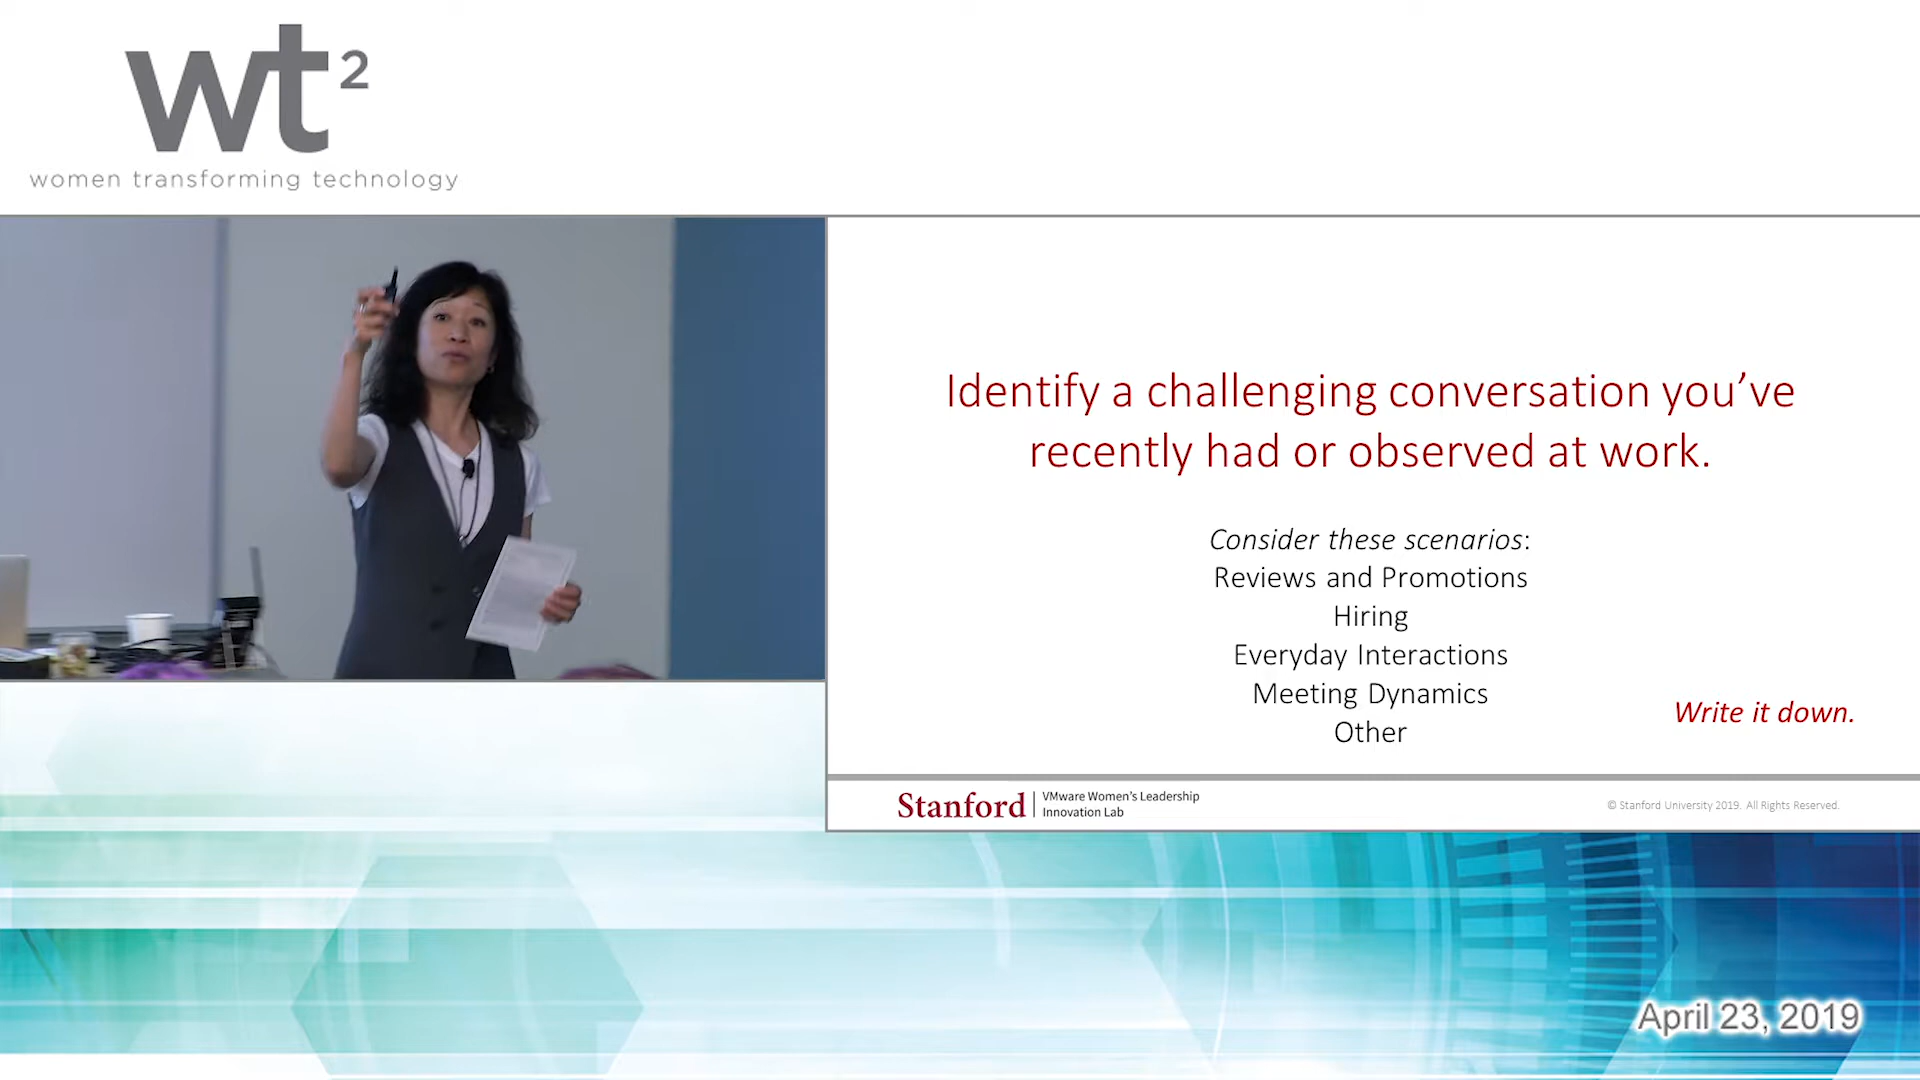 wt²
women transforming technology
Identify a challenging conversation you’ve
recently had or observed at work.
Consider these scenarios:
Reviews and Promotions
Hiring
Everyday Interactions
Meeting Dynamics
Other
Write it down.
Stanford
VMware Women’s Leadership
Innovation Lab
© Stanford University 2019. All Rights Reserved.
April 23, 2019